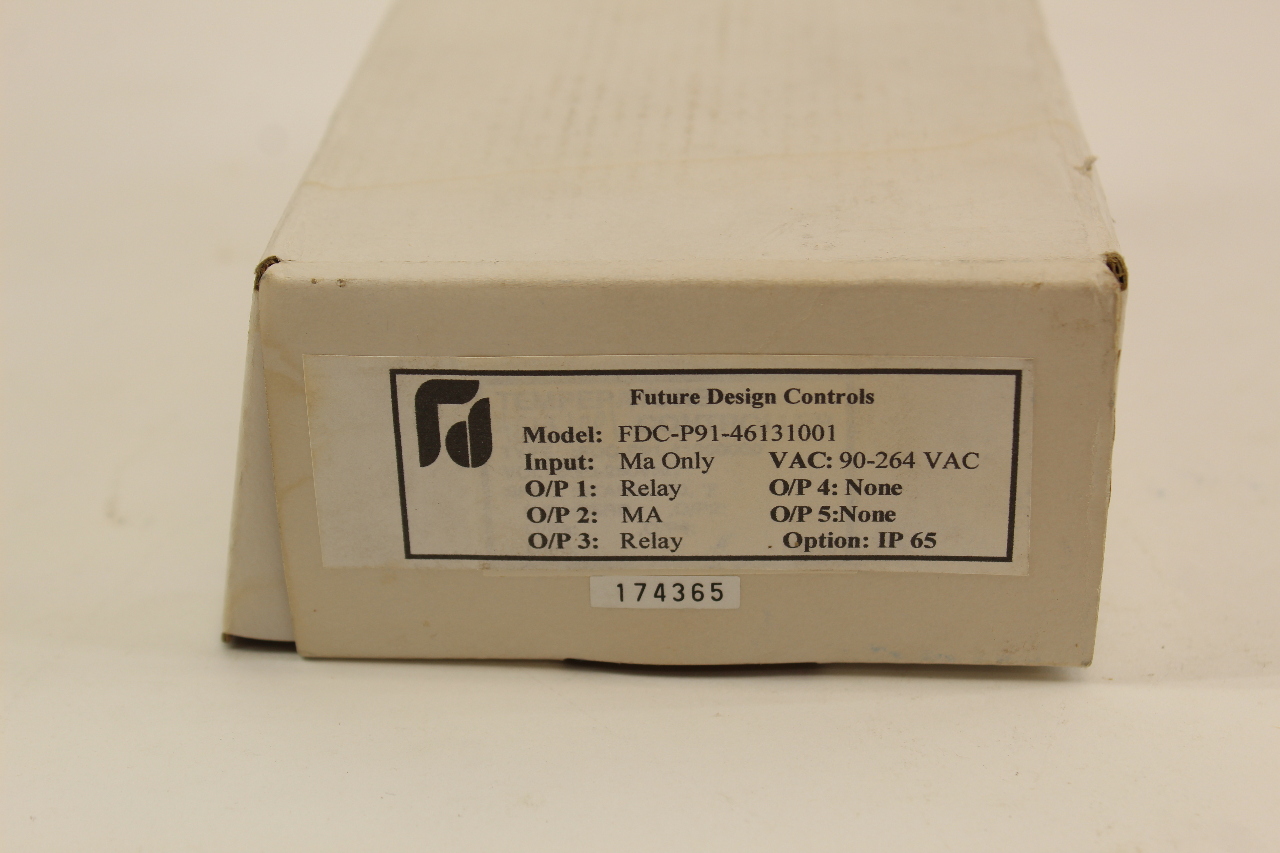 Future Design Controls
Model: FDC-P91-46131001
Input: Ma Only VAC: 90-264 VAC
O/P 1: Relay O/P 4: None
O/P 2: MA O/P 5:None
O/P 3: Relay . Option: IP 65
174365